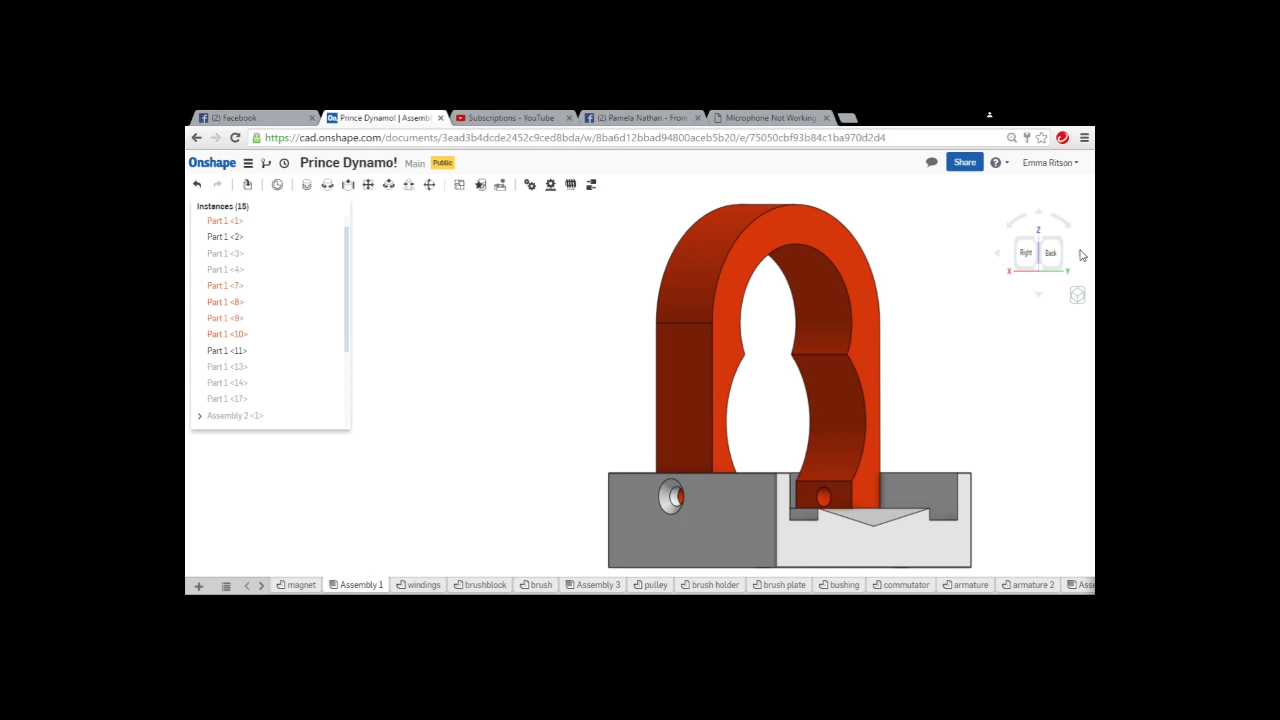 (2) Facebook
Prince Dynamo! | Assembl
Subscriptions - YouTube
(2) Pamela Nathan - From
Microphone Not Working
https://cad.onshape.com/documents/3ead3b4dcde2452c9ced8bda/w/8ba6d12bbad94800aceb5b20/e/75050cbf93b84c1ba970d2d4
Onshape
Prince Dynamo!
Main
Public
Share
Emma Ritson
Instances (15)
Part 1 <1>
Part 1 <2>
Part 1 <3>
Part 1 <4>
Part 1 <7>
Part 1 <8>
Part 1 <9>
Part 1 <10>
Part 1 <11>
Part 1 <13>
Part 1 <14>
Part 1 <17>
Assembly 2 <1>
Z
Right
Back
X
Y
magnet
Assembly 1
windings
brushblock
brush
Assembly 3
pulley
brush holder
brush plate
bushing
commutator
armature
armature 2
Asse